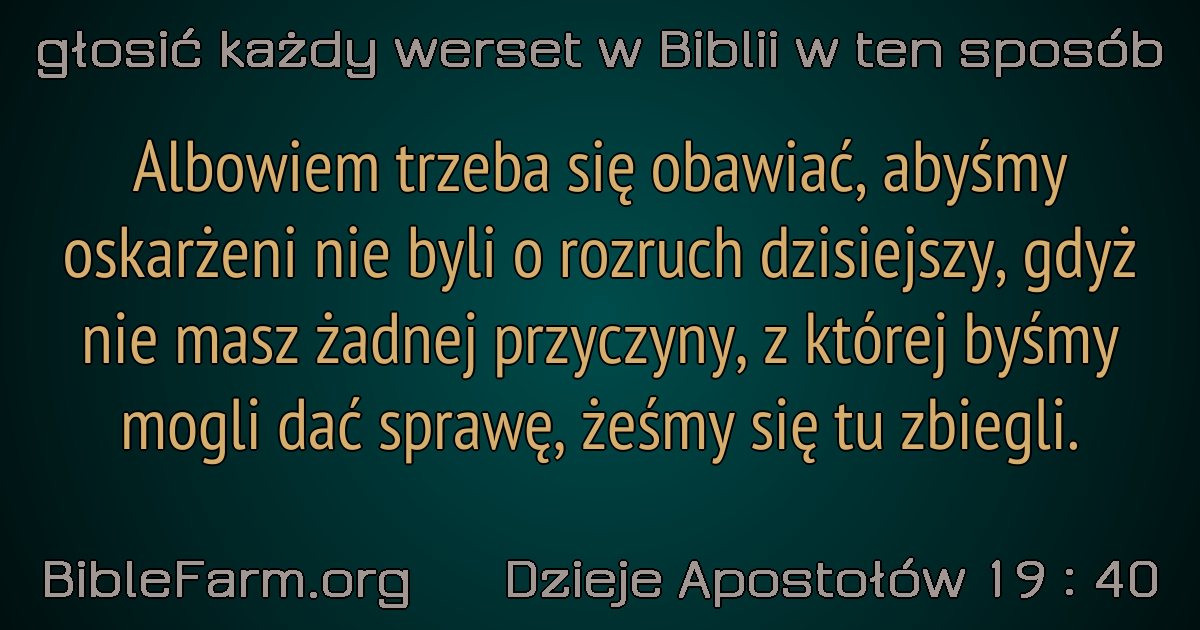 głosić każdy werset w Biblii w ten sposób
Albowiem trzeba się obawiać, abyśmy
oskarżeni nie byli o rozruch dzisiejszy, gdyż
nie masz żadnej przyczyny, z której byśmy
mogli dać sprawę, żeśmy się tu zbiegli.
BibleFarm.org Dzieje Apostołów 19 : 40